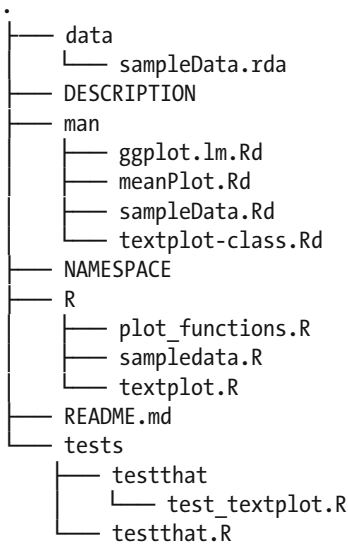 .
├── data
│   └── sampleData.rda
├── DESCRIPTION
├── man
│   ├── ggplot.lm.Rd
│   ├── meanPlot.Rd
│   ├── sampleData.Rd
│   └── textplot-class.Rd
├── NAMESPACE
├── R
│   ├── plot_functions.R
│   ├── sampledata.R
│   └── textplot.R
├── README.md
└── tests
    ├── testthat
    │   └── test_textplot.R
    └── testthat.R